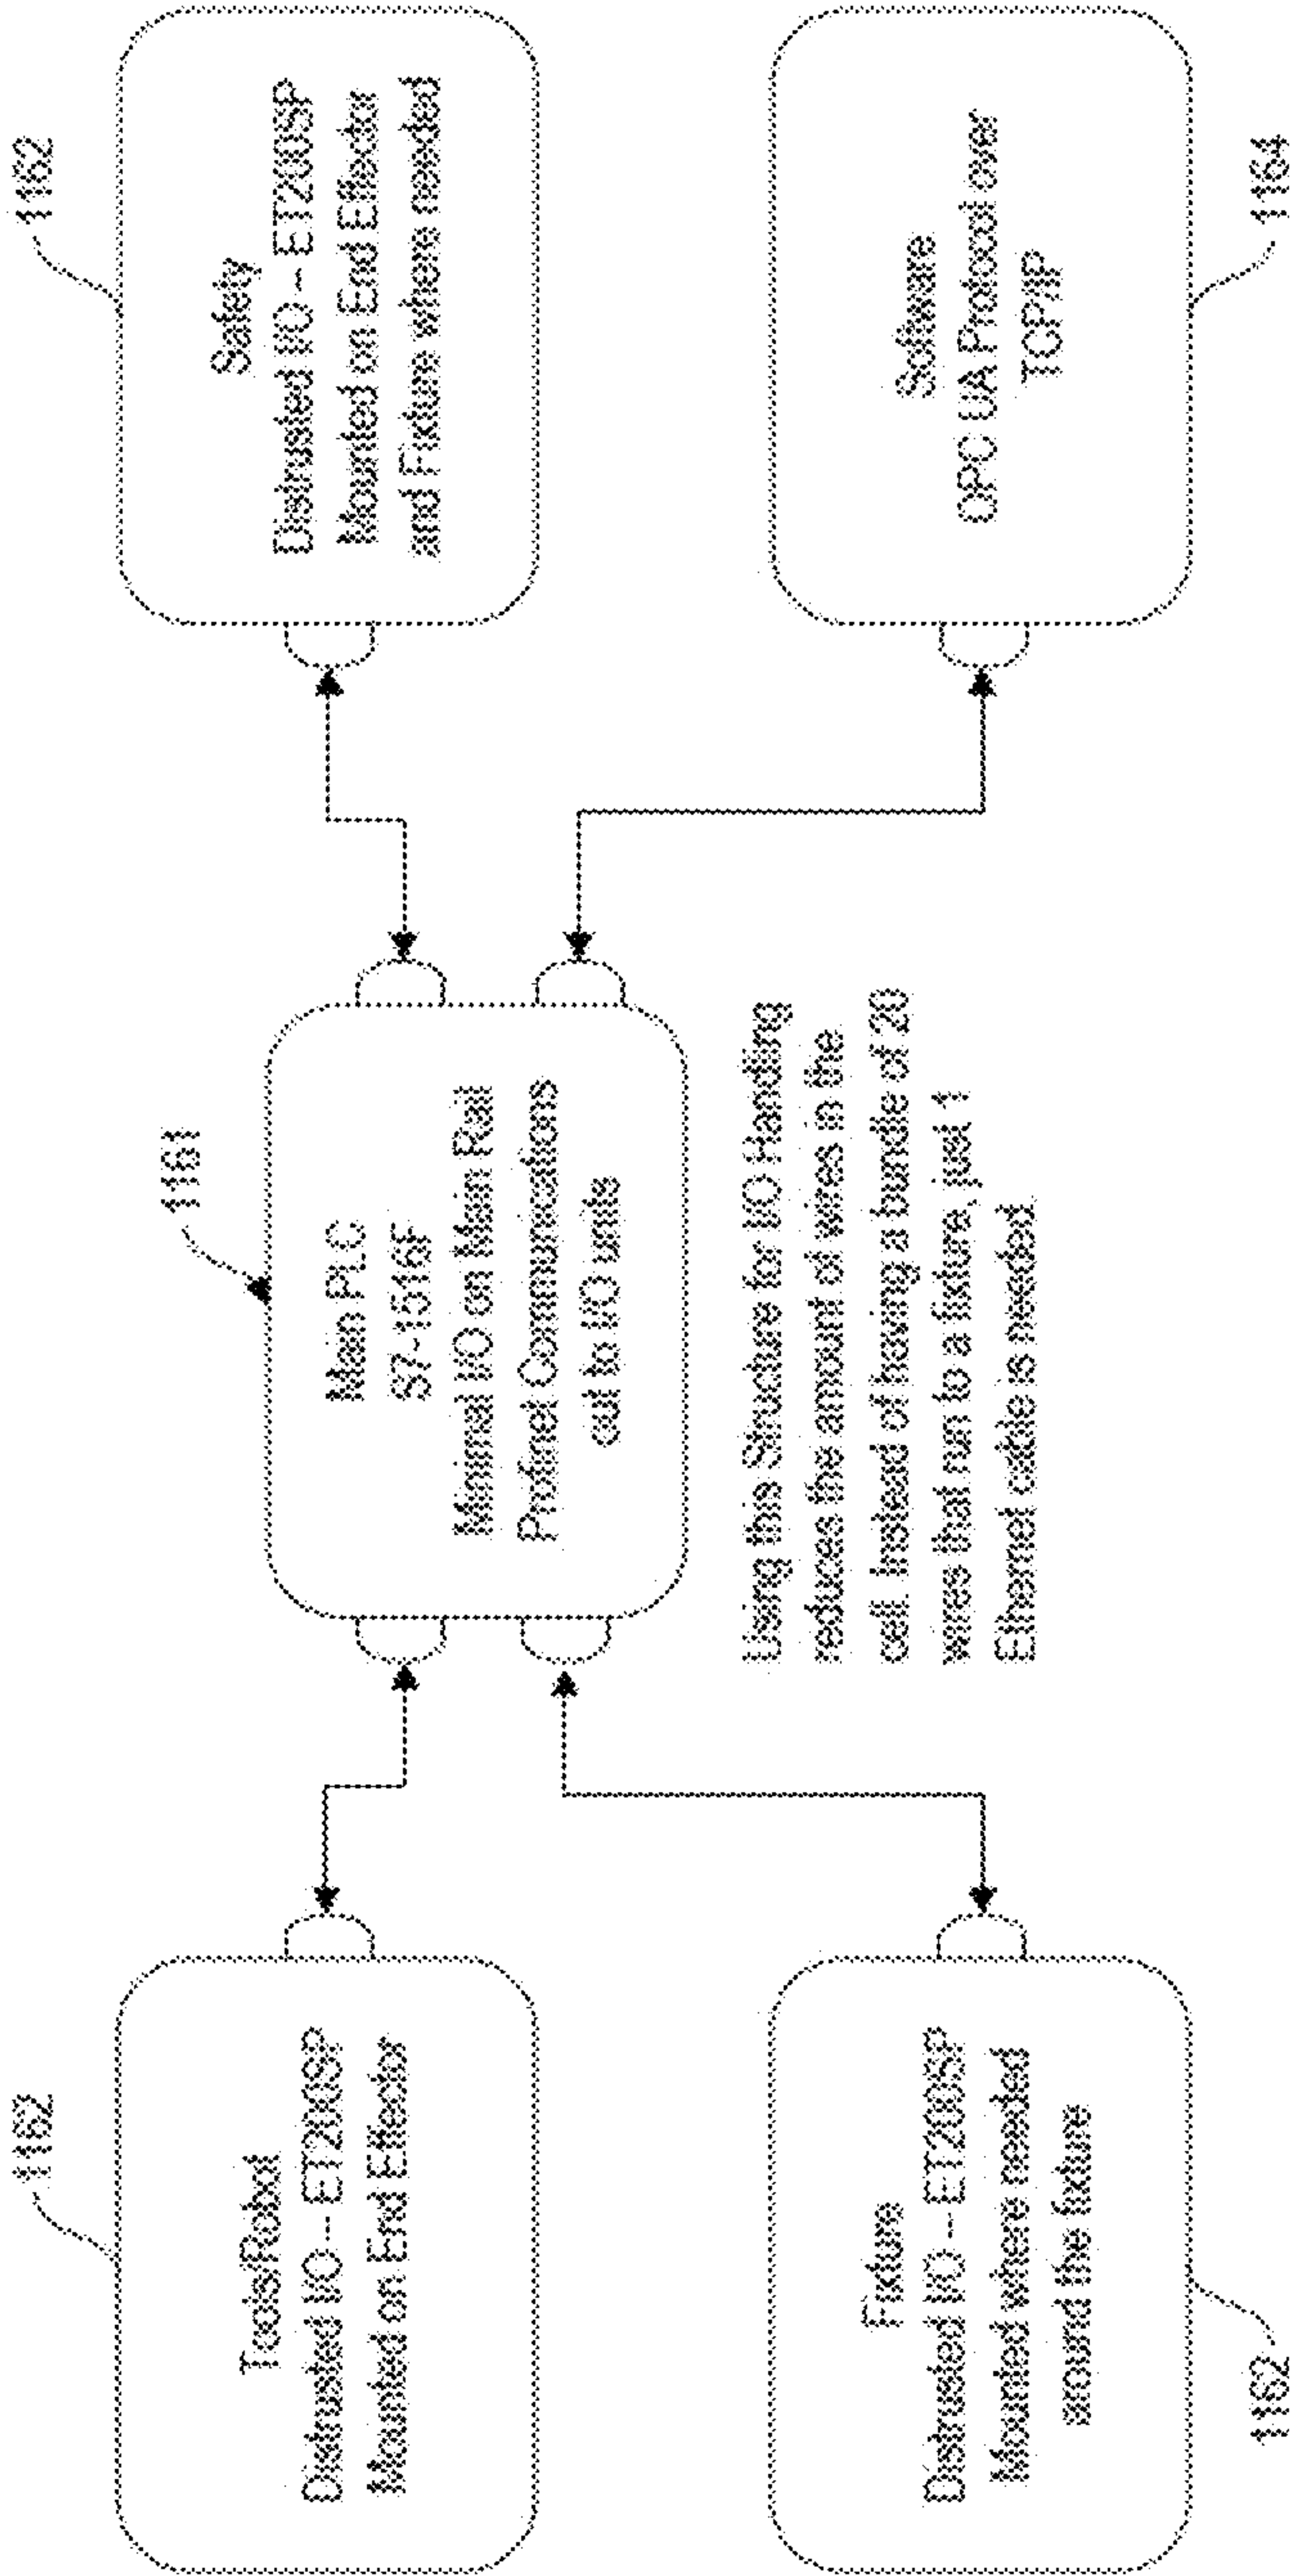 1162
Tools/Robot
Distrusted I/O – ET200SP
Mounted on End Effector
1161
Main PLC
S7-1516F
Minimal I/O on Main Rail
Profinet Communications
out to I/O units
1162
Safety
Distrusted I/O – ET200SP
Mounted on End Effector
and Fixture where needed
Fixture
Distrusted I/O – ET200SP
Mounted where needed
around the fixture
1162
Using this Structure for I/O Handling
reduces the amount of wires in the
cell. Instead of having a bundle of 20
wires that run to a fixture, just 1
Ethernet cable is needed.
Software
OPC UA Protocol over
TCP/IP
1164